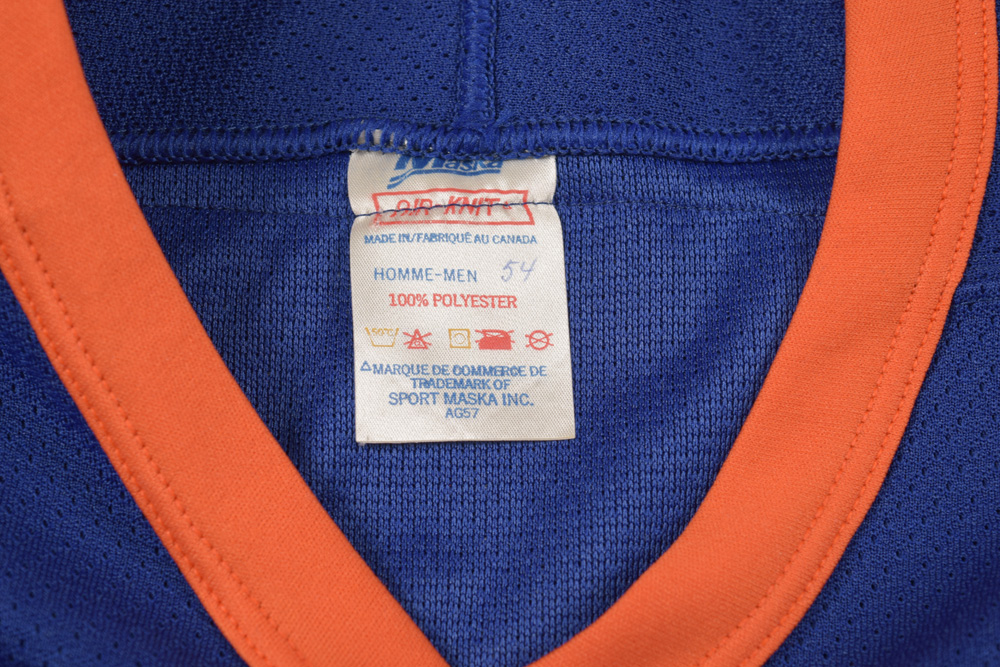 Maska
AIR-KNIT
MADE IN/FABRIQUÉ AU CANADA
HOMME-MEN 54
100% POLYESTER
50°C
△MARQUE DE COMMERCE DE
TRADEMARK OF
SPORT MASKA INC.
AG57